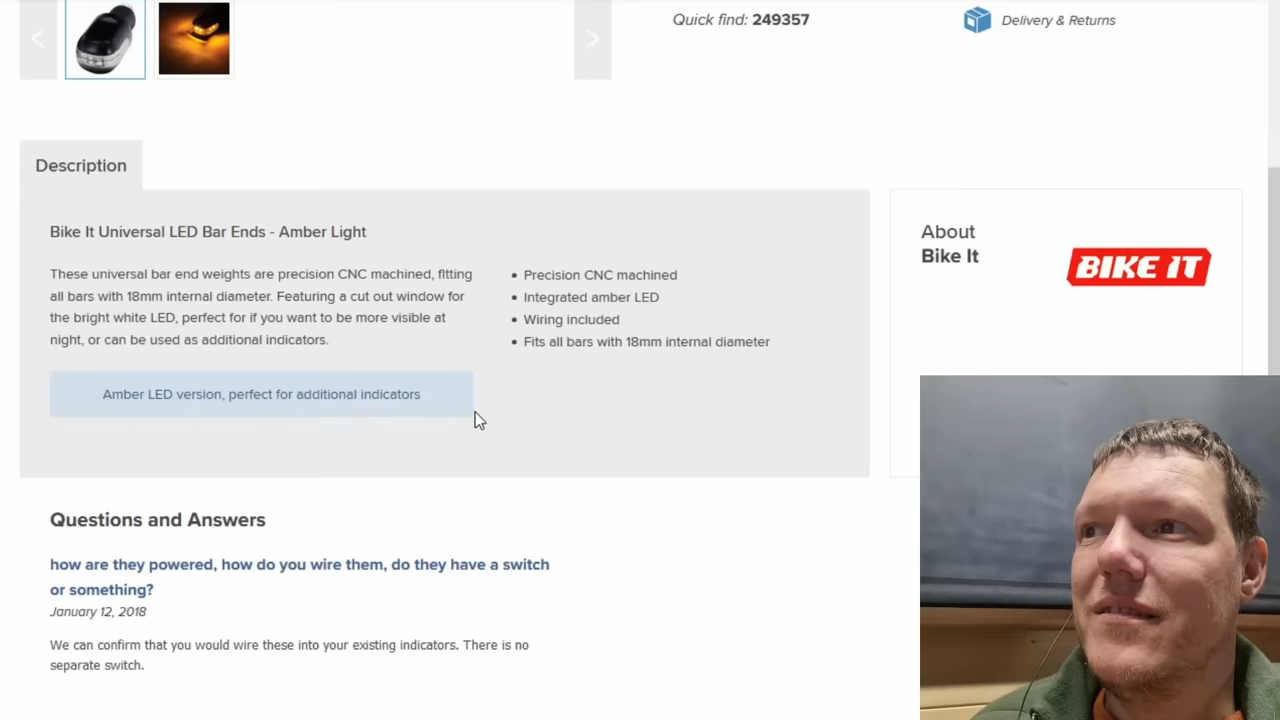 Quick find: 249357
Delivery & Returns
Description
Bike It Universal LED Bar Ends - Amber Light
These universal bar end weights are precision CNC machined, fitting
all bars with 18mm internal diameter. Featuring a cut out window for
the bright white LED, perfect for if you want to be more visible at
night, or can be used as additional indicators.
Amber LED version, perfect for additional indicators
• Precision CNC machined
• Integrated amber LED
• Wiring included
• Fits all bars with 18mm internal diameter
About
Bike It
BIKE IT
Questions and Answers
how are they powered, how do you wire them, do they have a switch
or something?
January 12, 2018
We can confirm that you would wire these into your existing indicators. There is no
separate switch.